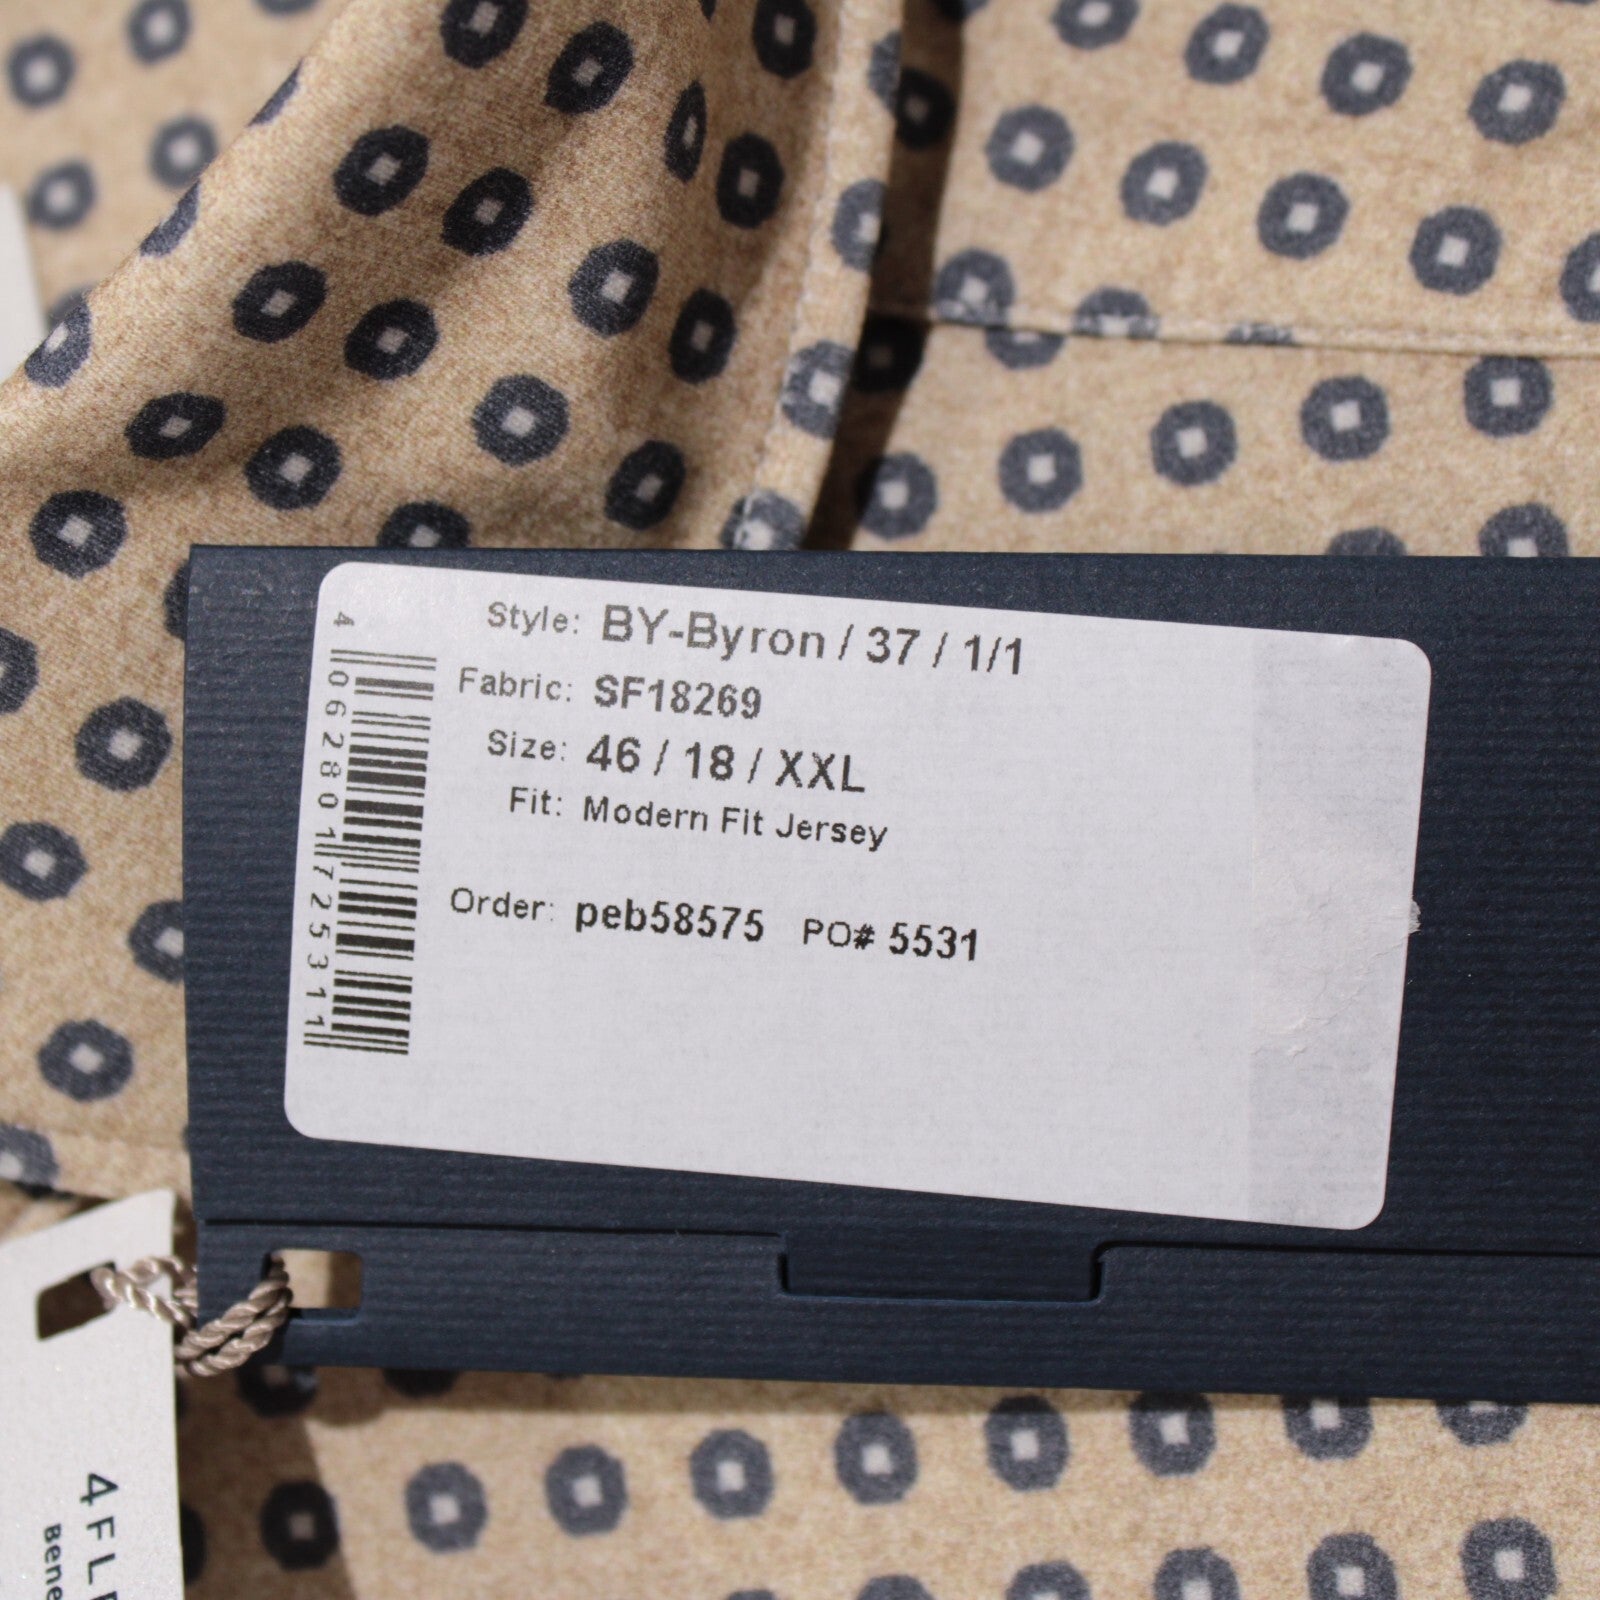 Style: BY-Byron / 37 / 1/1
Fabric: SF18269
Size: 46 / 18 / XXL
Fit: Modern Fit Jersey
Order: peb58575 PO# 5531
4 062801 725311